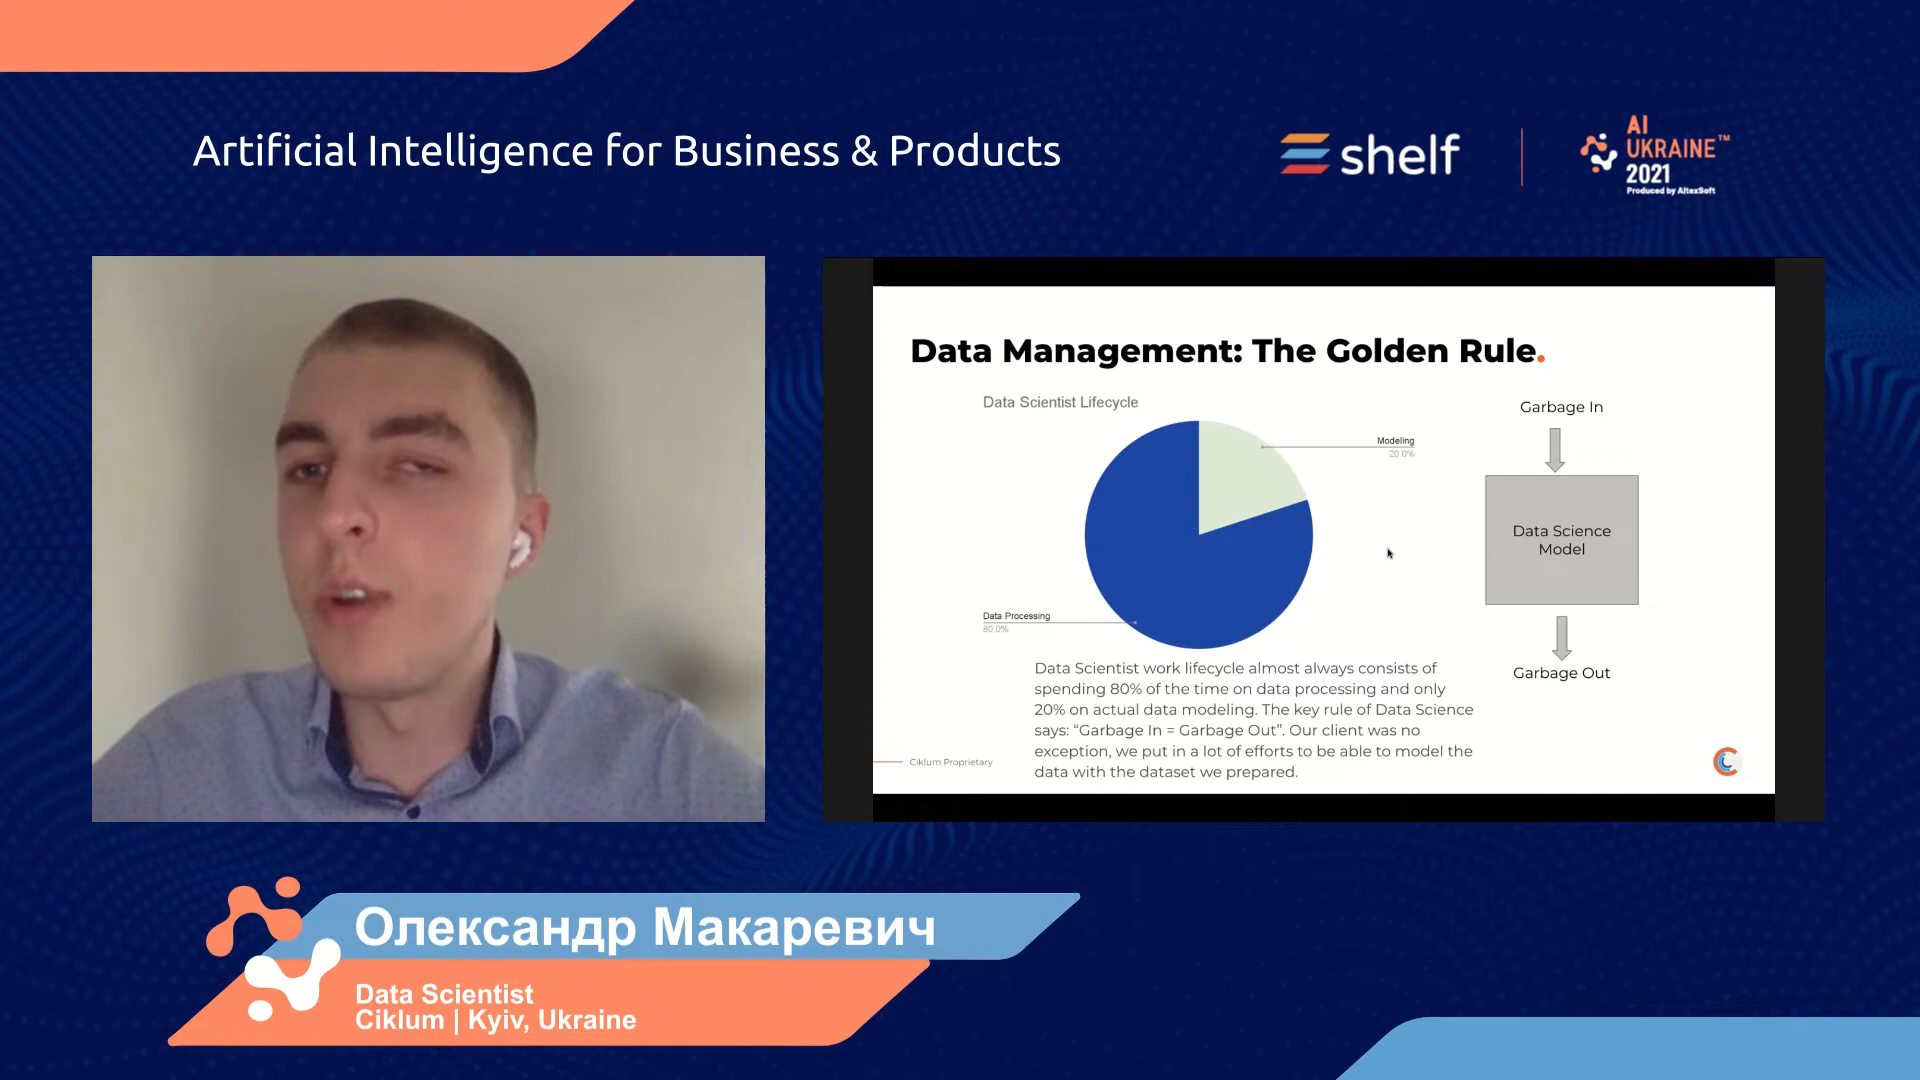 Artificial Intelligence for Business & Products
shelf
AI
UKRAINE™
2021
Produced by AltexSoft
Data Management: The Golden Rule.
Data Scientist Lifecycle
Modeling
20.0%
Data Processing
80.0%
Garbage In
Data Science
Model
Garbage Out
Data Scientist work lifecycle almost always consists of
spending 80% of the time on data processing and only
20% on actual data modeling. The key rule of Data Science
says: “Garbage In = Garbage Out”. Our client was no
exception, we put in a lot of efforts to be able to model the
data with the dataset we prepared.
Ciklum Proprietary
Олександр Макаревич
Data Scientist
Ciklum | Kyiv, Ukraine